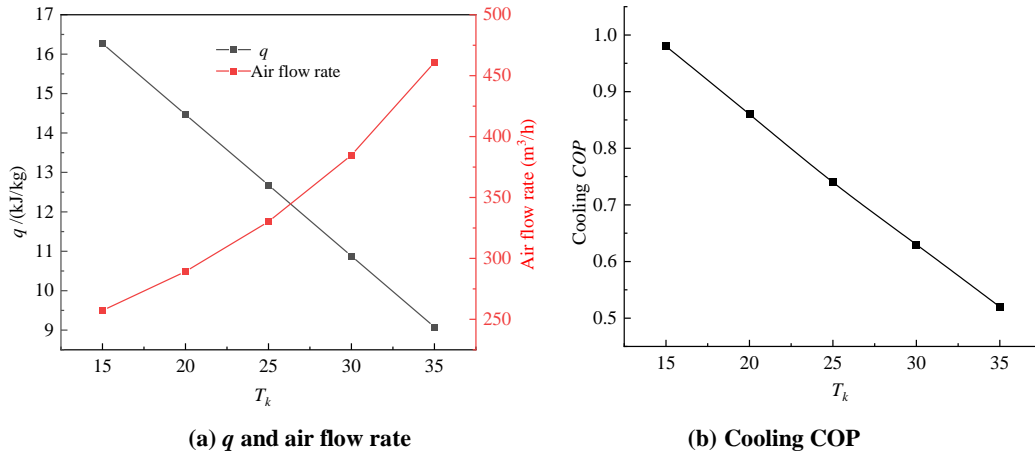 17
16
15
14
13
12
11
10
9
q /(kJ/kg)
q
Air flow rate
500
450
400
350
300
250
Air flow rate (m³/h)
15 20 25 30 35
T_k
(a) q and air flow rate
1.0
0.9
0.8
0.7
0.6
0.5
Cooling COP
15 20 25 30 35
T_k
(b) Cooling COP